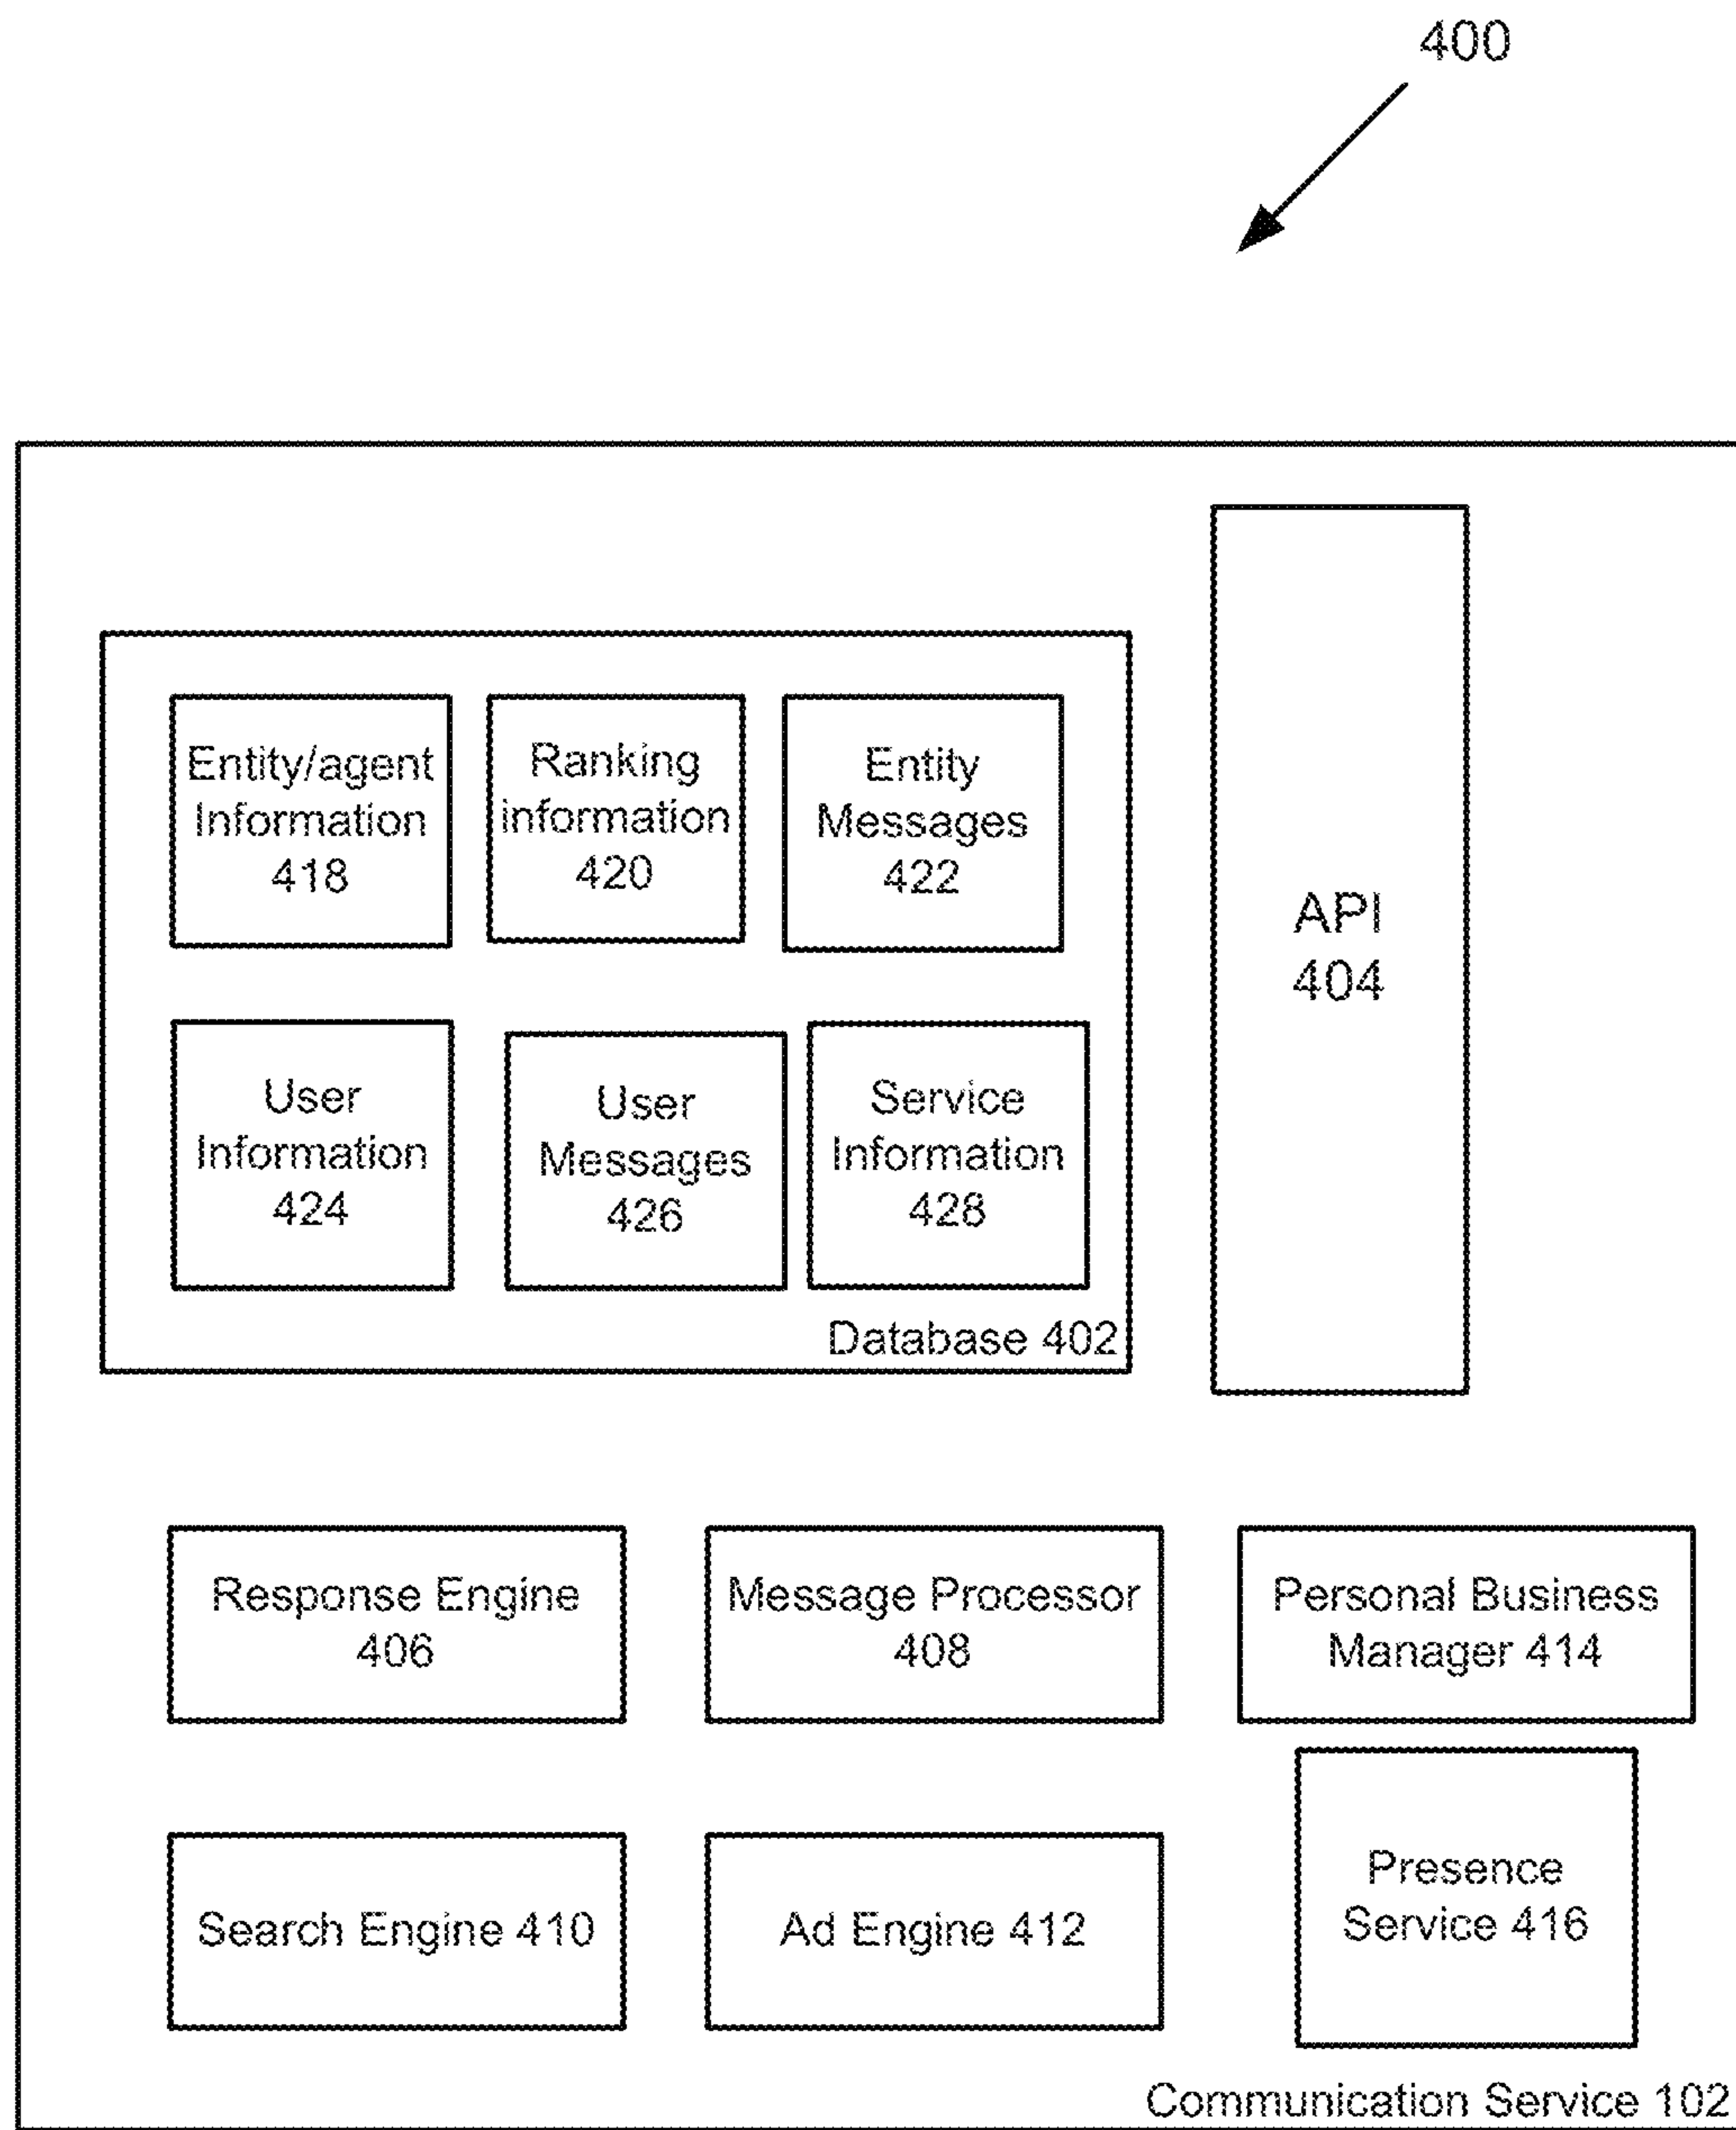 400
Entity/agent
Information
418
Ranking
information
420
Entity
Messages
422
API
404
User
Information
424
User
Messages
426
Service
Information
428
Database 402
Response Engine
406
Message Processor
408
Personal Business
Manager 414
Search Engine 410
Ad Engine 412
Presence
Service 416
Communication Service 102